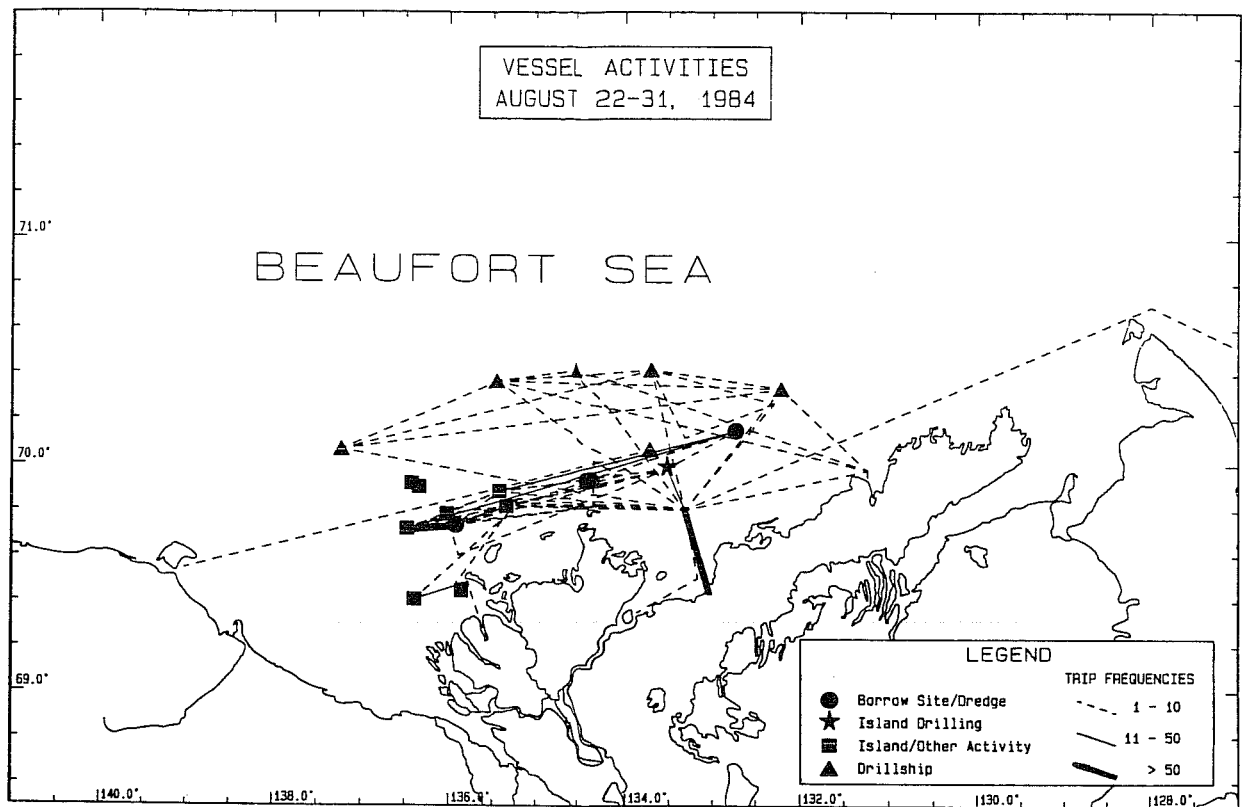 VESSEL ACTIVITIES
AUGUST 22-31, 1984
71.0°
BEAUFORT SEA
70.0°
69.0°
LEGEND
TRIP FREQUENCIES
Borrow Site/Dredge
1 - 10
Island Drilling
11 - 50
Island/Other Activity
> 50
Drillship
140.0°
138.0°
136.0°
134.0°
132.0°
130.0°
128.0°